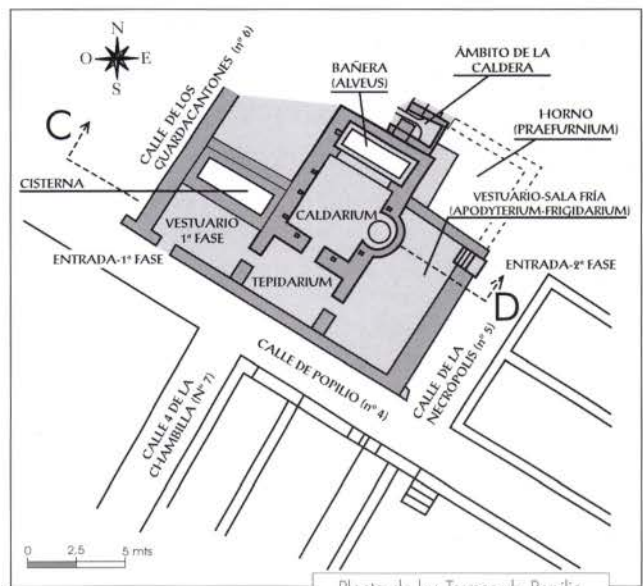 N
O E
S
CALLE DE LOS
GUARDACANTONES (nº 6)
BAÑERA
(ALVEUS)
ÁMBITO DE LA
CALDERA
HORNO
(PRAEFURNIUM)
C
CISTERNA
VESTUARIO
1ª FASE
CALDARIUM
VESTUARIO-SALA FRÍA
(APODYTERIUM-FRIGIDARIUM)
ENTRADA-1ª FASE
TEPIDARIUM
ENTRADA-2ª FASE
D
CALLE DE POPILIO (nº 4)
CALLE DE LA
NECRÓPOLIS (nº 5)
CALLE 4 DE LA
CHAMBILLA (Nº 7)
0 2,5 5 mts